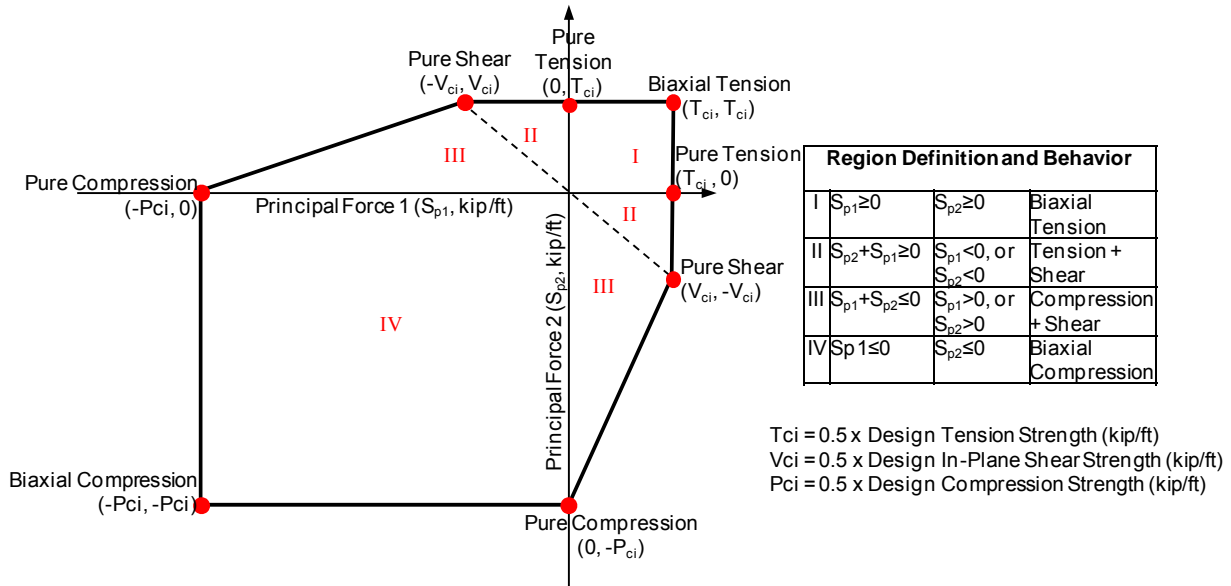 Pure
Tension
(0, Tci)
Pure Shear
(-Vci, Vci)
Biaxial Tension
(Tci, Tci)
II
III
I
Pure Tension
(Tci, 0)
Pure Compression
(-Pci, 0)
Principal Force 1 (Sp1, kip/ft)
II
Principal Force 2 (Sp2, kip/ft)
III
Pure Shear
(Vci, -Vci)
IV
Biaxial Compression
(-Pci, -Pci)
Pure Compression
(0, -Pci)
Region Definition and Behavior
I Sp1≥0 Sp2≥0 Biaxial
Tension
II Sp2+Sp1≥0 Sp1<0, or Tension +
Sp2<0 Shear
III Sp1+Sp2≤0 Sp1>0, or Compression
Sp2>0 + Shear
IV Sp1≤0 Sp2≤0 Biaxial
Compression
Tci = 0.5 x Design Tension Strength (kip/ft)
Vci = 0.5 x Design In-Plane Shear Strength (kip/ft)
Pci = 0.5 x Design Compression Strength (kip/ft)